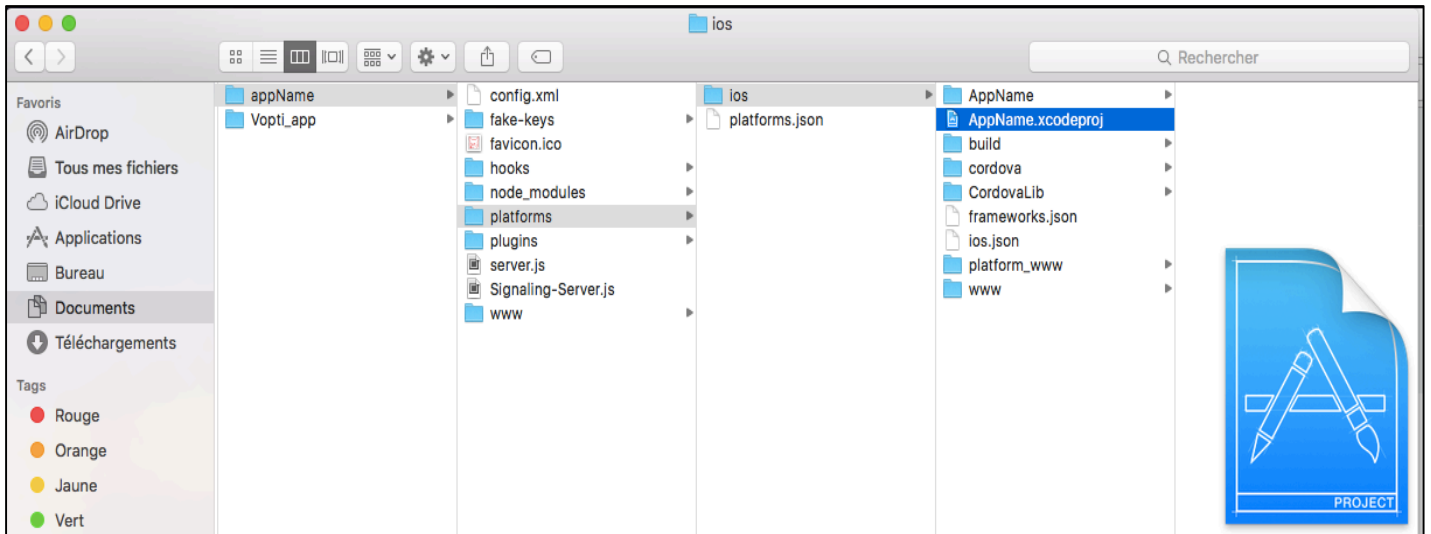 ios
Rechercher
Favoris
AirDrop
Tous mes fichiers
iCloud Drive
Applications
Bureau
Documents
Téléchargements
Tags
Rouge
Orange
Jaune
Vert
appName
Vopti_app
config.xml
fake-keys
favicon.ico
hooks
node_modules
platforms
plugins
server.js
Signaling-Server.js
www
ios
platforms.json
AppName
AppName.xcodeproj
build
cordova
CordovaLib
frameworks.json
ios.json
platform_www
www
PROJECT